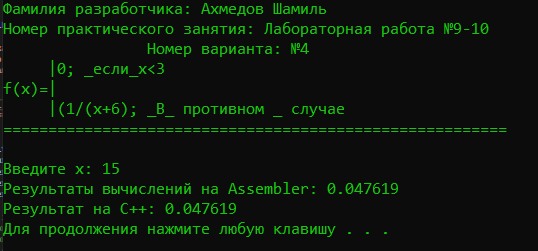 Фамилия разработчика: Ахмедов Шамиль
Номер практического занятия: Лабораторная работа №9-10
Номер варианта: №4
|0; _если_x<3
f(x)=|
|(1/(x+6); _В_ противном _ случае
========================================================
Введите x: 15
Результаты вычислений на Assembler: 0.047619
Результат на C++: 0.047619
Для продолжения нажмите любую клавишу . . .